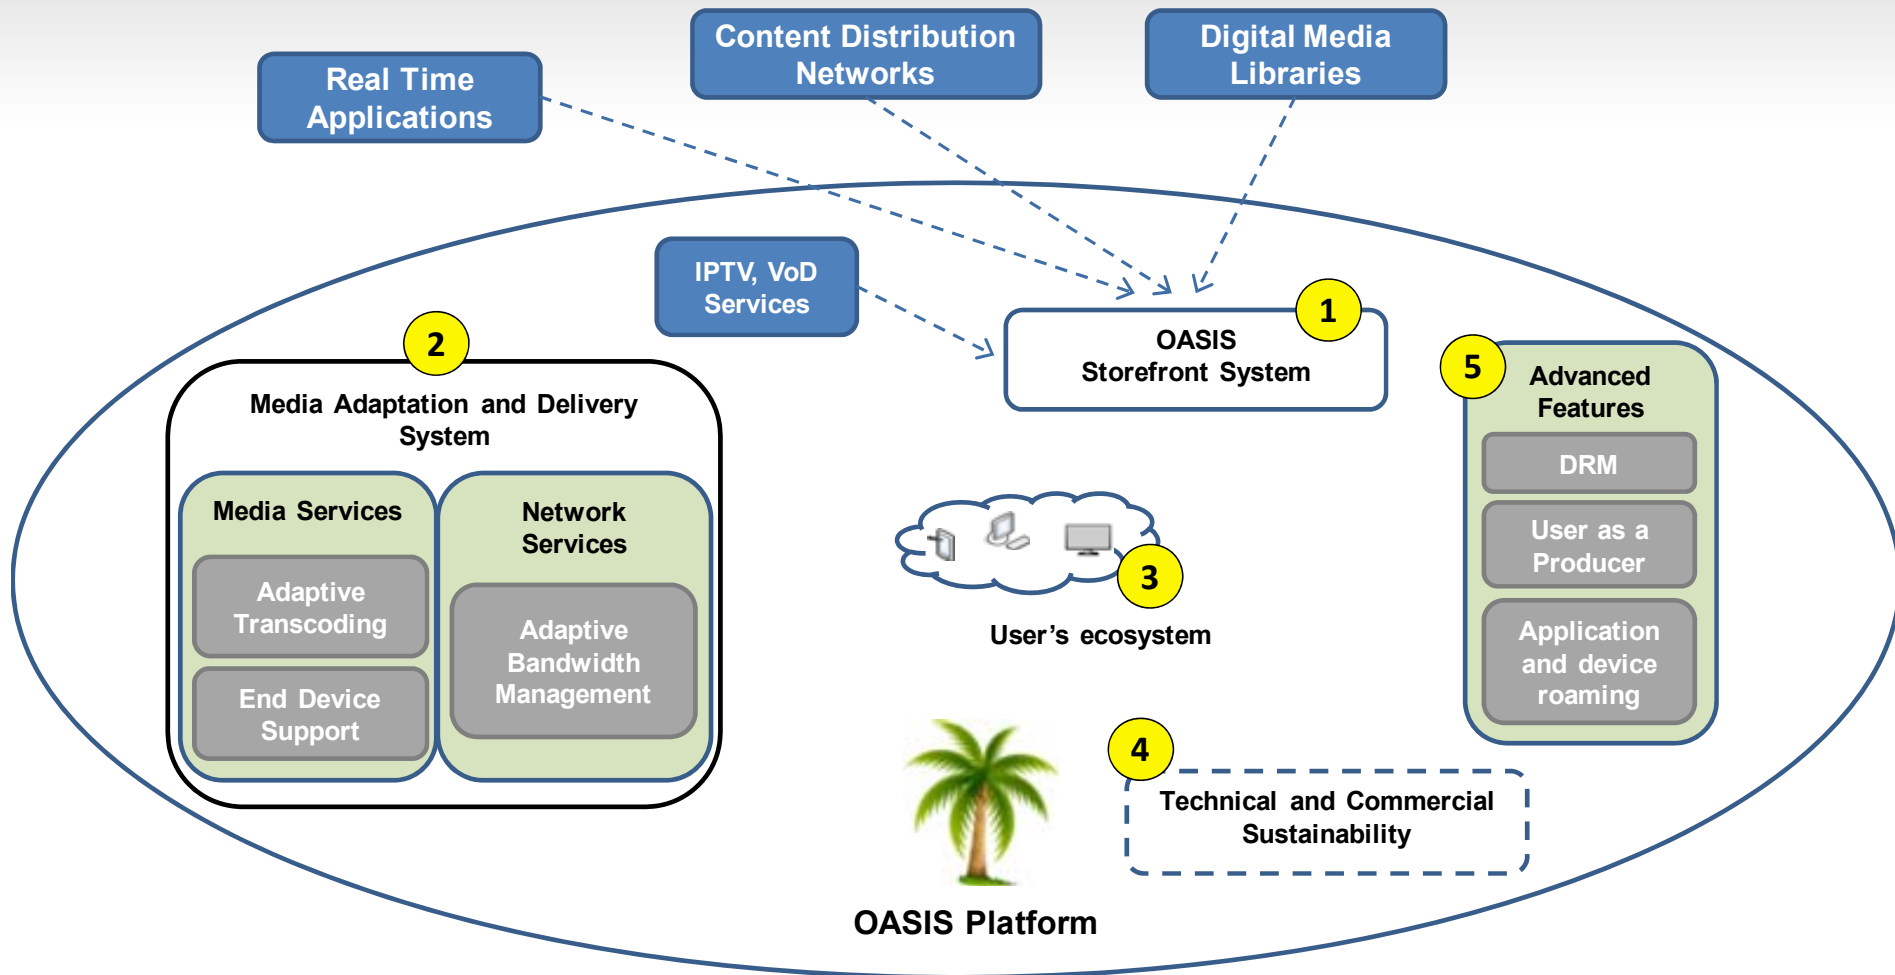 Real Time
Applications
Content Distribution
Networks
Digital Media
Libraries
IPTV, VoD
Services
1
OASIS
Storefront System
2
Media Adaptation and Delivery
System
Media Services
Adaptive
Transcoding
End Device
Support
Network
Services
Adaptive
Bandwidth
Management
3
User's ecosystem
4
Technical and Commercial
Sustainability
5
Advanced
Features
DRM
User as a
Producer
Application
and device
roaming
OASIS Platform